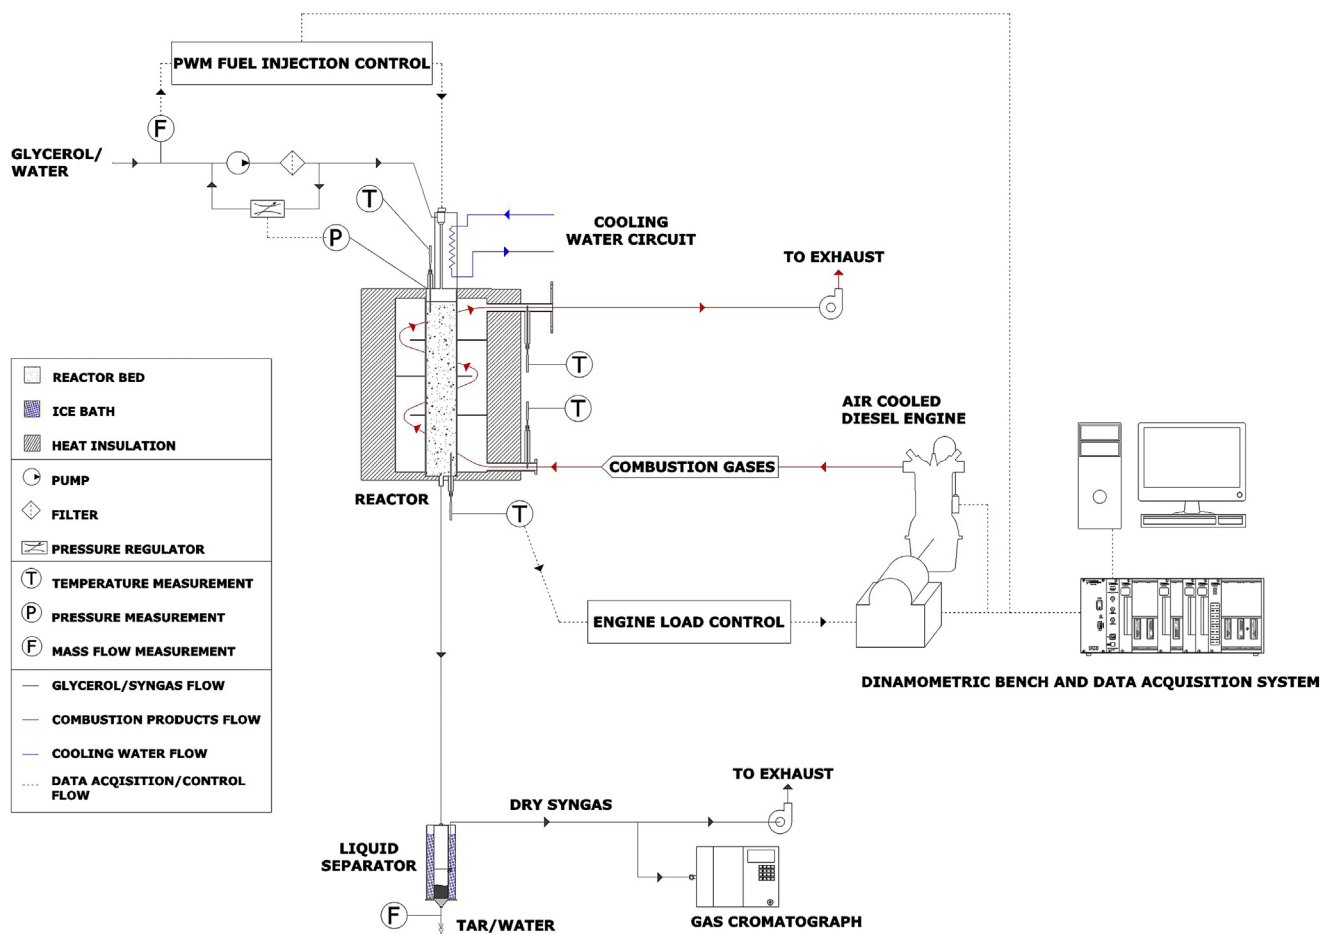 PWM FUEL INJECTION CONTROL
F
GLYCEROL/
WATER
T
P
COOLING
WATER CIRCUIT
TO EXHAUST
T
T
AIR COOLED
DIESEL ENGINE
COMBUSTION GASES
REACTOR
T
ENGINE LOAD CONTROL
DINAMOMETRIC BENCH AND DATA ACQUISITION SYSTEM
REACTOR BED
ICE BATH
HEAT INSULATION
PUMP
FILTER
PRESSURE REGULATOR
T TEMPERATURE MEASUREMENT
P PRESSURE MEASUREMENT
F MASS FLOW MEASUREMENT
GLYCEROL/SYNGAS FLOW
COMBUSTION PRODUCTS FLOW
COOLING WATER FLOW
DATA ACQISITION/CONTROL
FLOW
TO EXHAUST
DRY SYNGAS
LIQUID
SEPARATOR
F
TAR/WATER
GAS CROMATOGRAPH